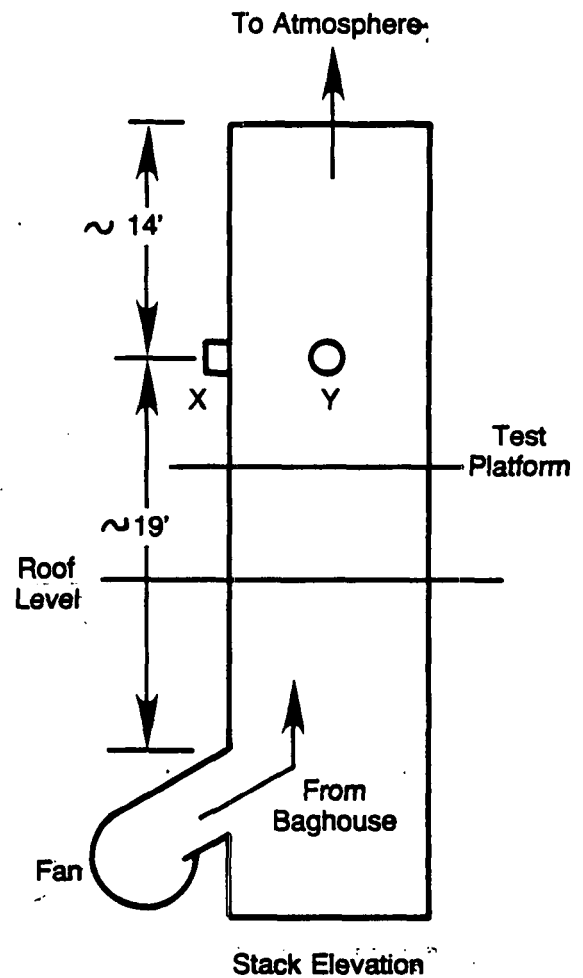 To Atmosphere
~ 14'
X
Y
Test
Platform
~19'
Roof
Level
From
Baghouse
Fan
Stack Elevation